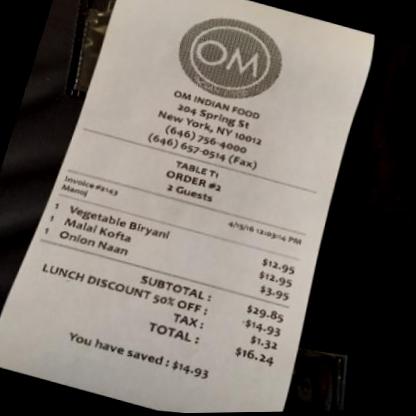 OM
OM INDIAN FOOD
204 Spring St
New York, NY 10012
(646) 756-4000
(646) 657-0514 (Fax)
TABLE T1
ORDER #2
2 Guests
Invoice #2143 4/15/16 12:03:14 PM
Manoj
1 Vegetable Biryani $12.95
1 Malai Kofta $12.95
1 Onion Naan $3.95
SUBTOTAL : $29.85
LUNCH DISCOUNT 50% OFF : -$14.93
TAX : $1.32
TOTAL : $16.24
You have saved : $14.93